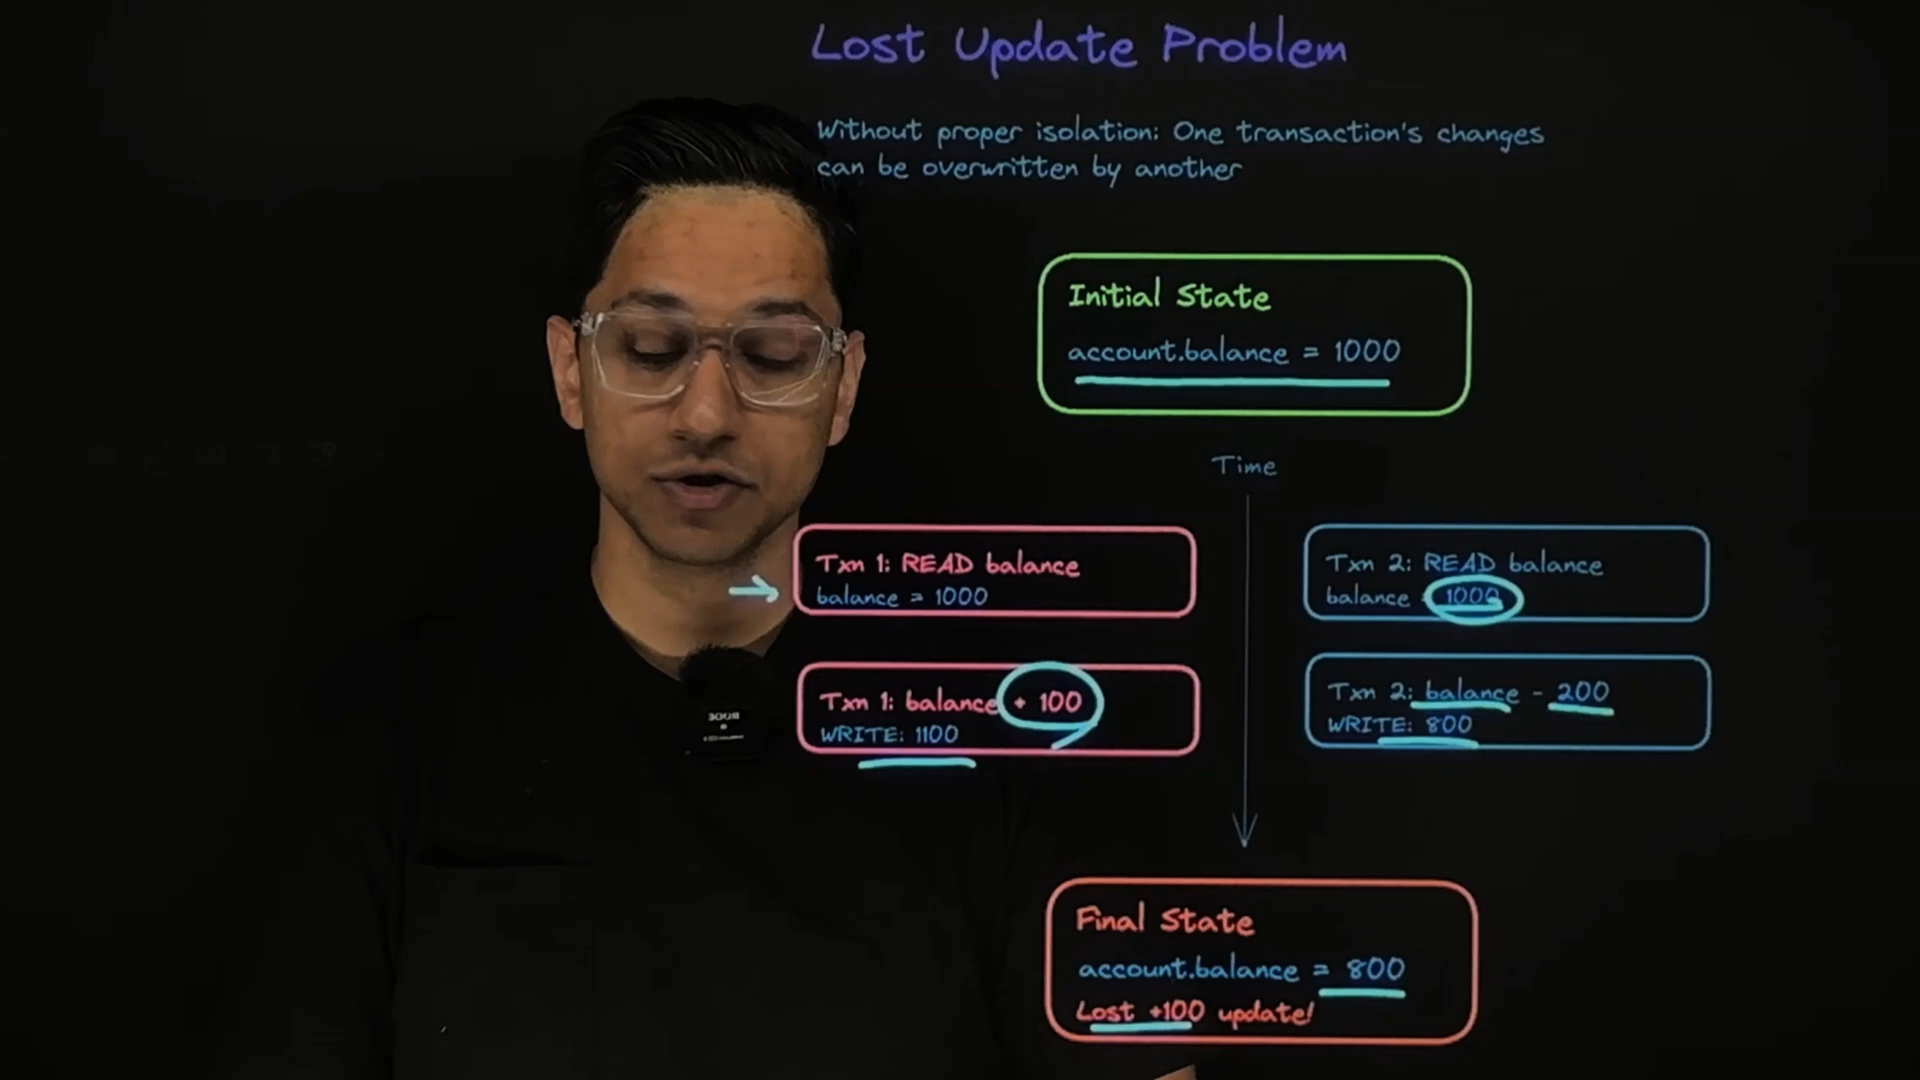 Lost Update Problem
Without proper isolation: One transaction's changes
can be overwritten by another
Initial State
account.balance = 1000
Time
Txn 1: READ balance
balance = 1000
Txn 2: READ balance
balance = 1000
Txn 1: balance + 100
WRITE: 1100
Txn 2: balance - 200
WRITE: 800
Final State
account.balance = 800
Lost +100 update!